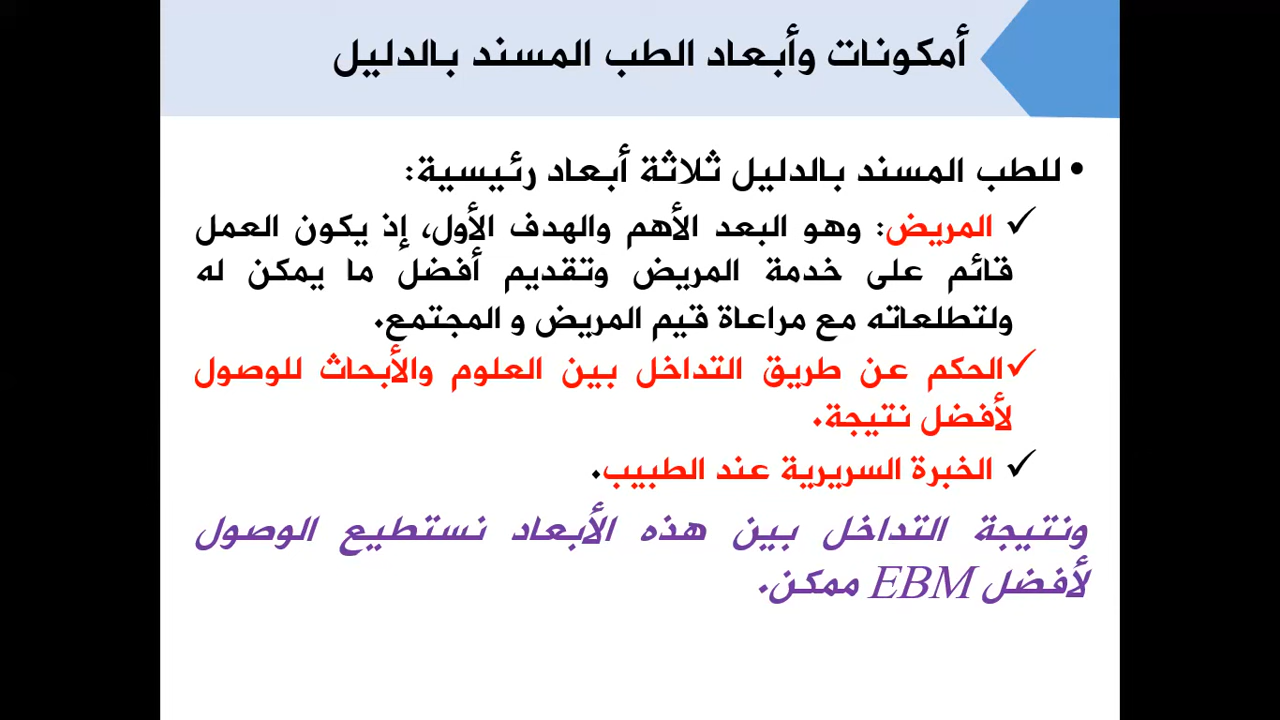 أمكونات وأبعاد الطب المسند بالدليل
• للطب المسند بالدليل ثلاثة أبعاد رئيسية:
✓ المريض: وهو البعد الأهم والهدف الأول، إذ يكون العمل
قائم على خدمة المريض وتقديم أفضل ما يمكن له
ولتطلعاته مع مراعاة قيم المريض و المجتمع.
✓الحكم عن طريق التداخل بين العلوم والأبحاث للوصول
لأفضل نتيجة.
✓ الخبرة السريرية عند الطبيب.
ونتيجة التداخل بين هذه الأبعاد نستطيع الوصول
لأفضل EBM ممكن.